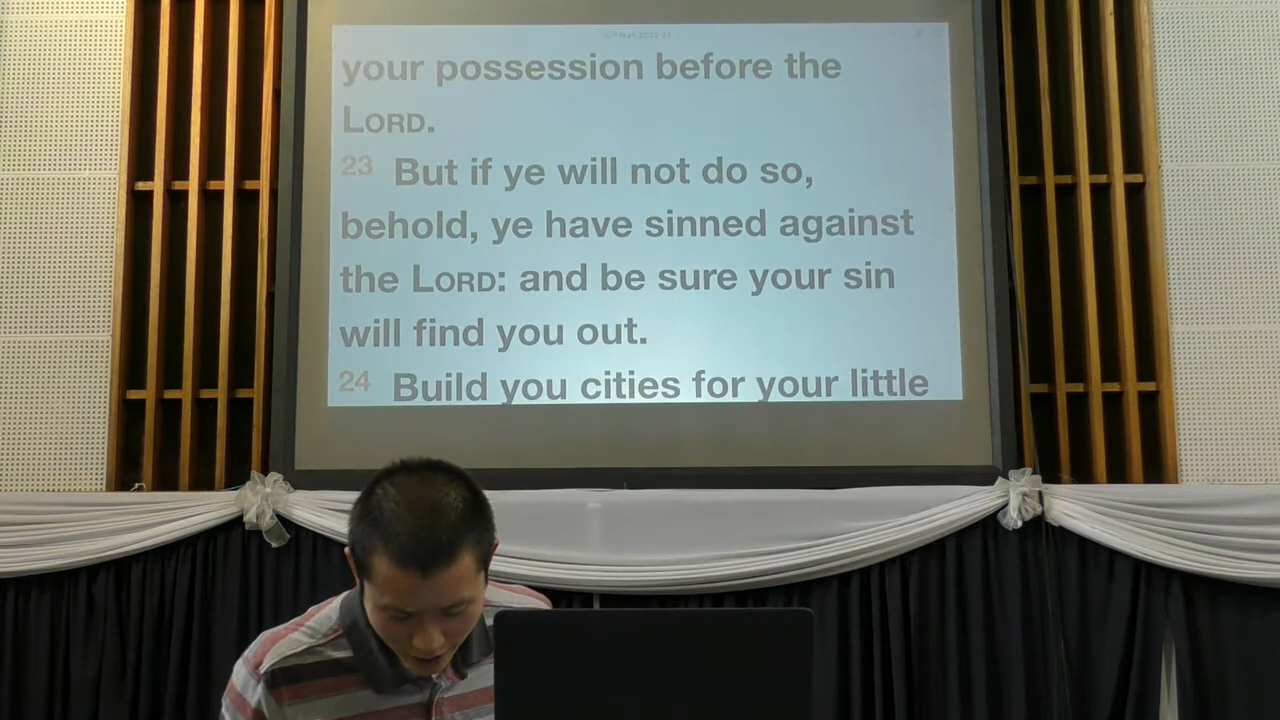 your possession before the
LORD.
23 But if ye will not do so,
behold, ye have sinned against
the LORD: and be sure your sin
will find you out.
24 Build you cities for your little